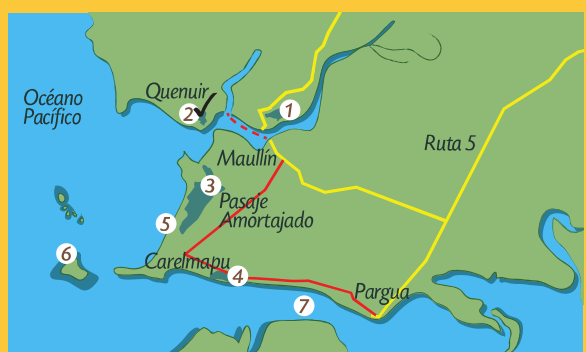 Quenuir
Océano
Pacífico
2
1
Ruta 5
Maullín
3
Pasaje
Amortajado
5
6
Carelmapu
4
Pargua
7